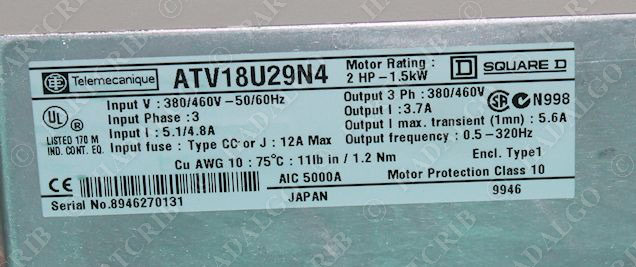 Telemecanique ATV18U29N4 Motor Rating : 2 HP - 1.5kW SQUARE D
Input V : 380/460V - 50/60Hz
Input Phase : 3
Input I : 5.1/4.8A
Input fuse : Type CC or J : 12A Max
Output 3 Ph : 380/460V
Output I : 3.7A
Output I max. transient (1mn) : 5.6A
Output frequency : 0.5 - 320Hz
UL
LISTED 170 M
IND. CONT. EQ.
N998
Cu AWG 10 : 75°C : 11lb in / 1.2 Nm
Encl. Type1
CE
AIC 5000A
Motor Protection Class 10
Serial No.8946270131
JAPAN
9946